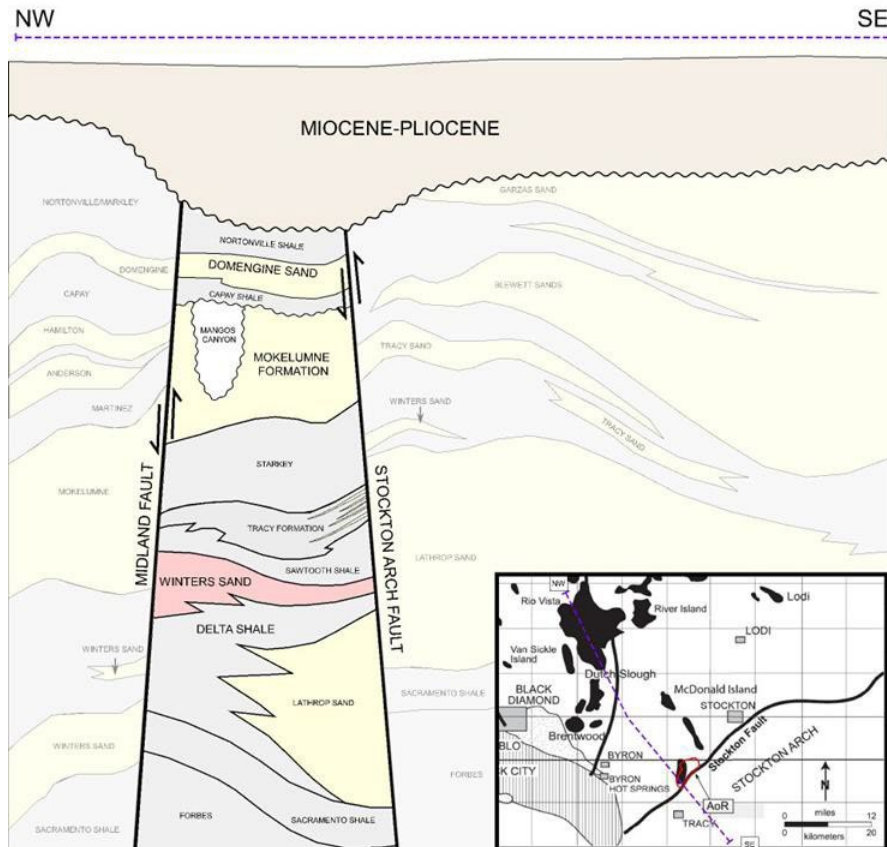 NW
SE
MIOCENE-PLIOCENE
GARZAS SAND
NORTONVILLE/MARKLEY
NORTONVILLE SHALE
DOMENGINE
DOMENGINE SAND
CAPAY
CAPAY SHALE
BLEWETT SANDS
HAMILTON
MANGOS
CANYON
MOKELUMNE
FORMATION
TRACY SAND
ANDERSON
WINTERS SAND
MARTINEZ
TRACY SAND
STARKEY
MIDLAND FAULT
STOCKTON ARCH FAULT
MOKELUMNE
TRACY FORMATION
LATHROP SAND
SAWTOOTH SHALE
WINTERS SAND
DELTA SHALE
WINTERS SAND
LATHROP SAND
SACRAMENTO SHALE
WINTERS SAND
FORBES
FORBES
SACRAMENTO SHALE
SACRAMENTO SHALE
NW
Rio Vista
River Island
Lodi
LODI
Van Sickle
Island
Dutch Slough
BLACK
DIAMOND
McDonald Island
STOCKTON
Brentwood
BLO
Stockton Fault
STOCKTON ARCH
BYRON
CK CITY
BYRON
HOT SPRINGS
AoR
N
TRACY
0 miles 12
0 kilometers 20
SE